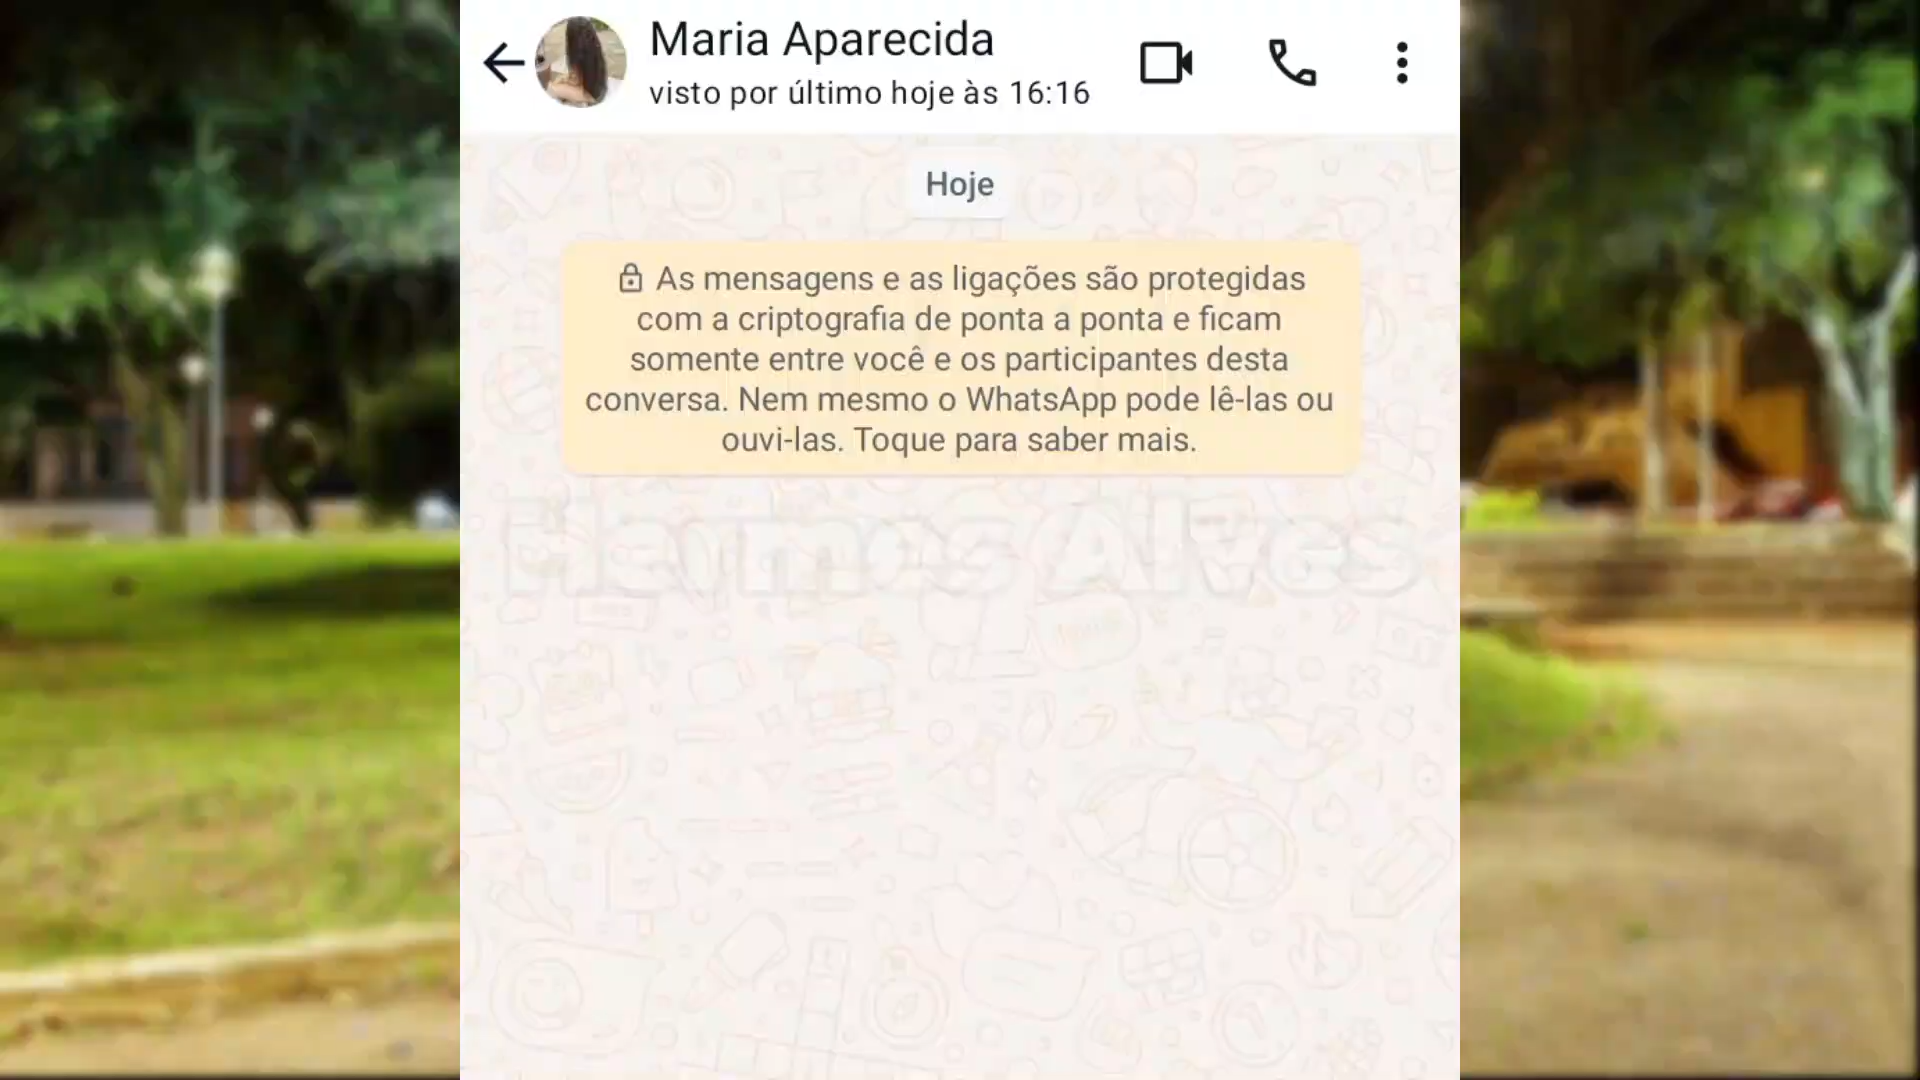 Maria Aparecida
visto por último hoje às 16:16
Hoje
As mensagens e as ligações são protegidas
com a criptografia de ponta a ponta e ficam
somente entre você e os participantes desta
conversa. Nem mesmo o WhatsApp pode lê-las ou
ouvi-las. Toque para saber mais.
Hermes Alves